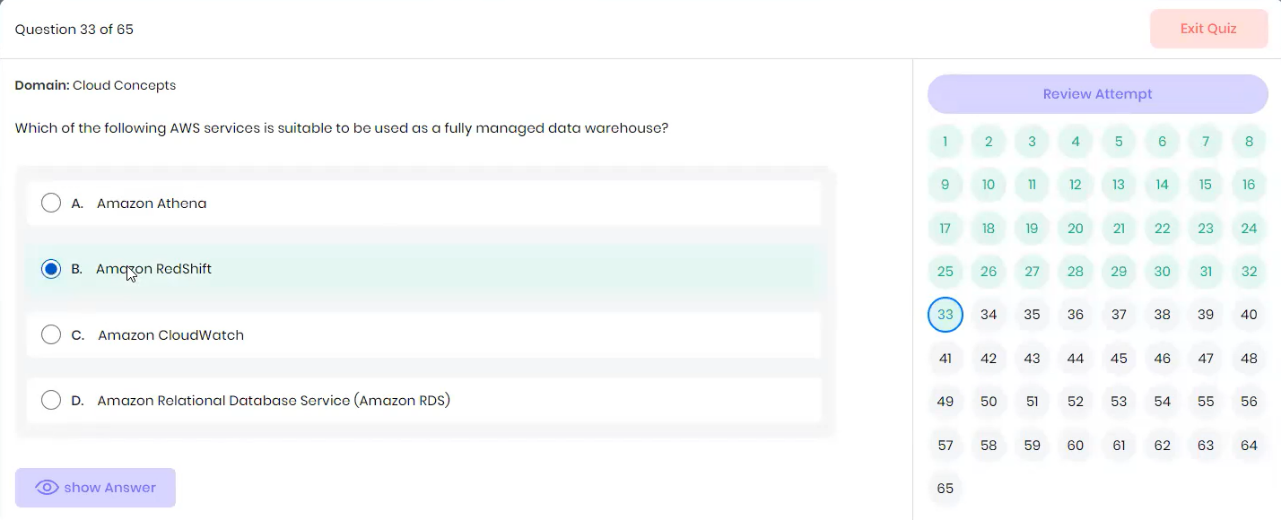 Question 33 of 65
Exit Quiz
Domain: Cloud Concepts
Which of the following AWS services is suitable to be used as a fully managed data warehouse?
A. Amazon Athena
B. Amazon RedShift
C. Amazon CloudWatch
D. Amazon Relational Database Service (Amazon RDS)
show Answer
Review Attempt
1 2 3 4 5 6 7 8
9 10 11 12 13 14 15 16
17 18 19 20 21 22 23 24
25 26 27 28 29 30 31 32
33 34 35 36 37 38 39 40
41 42 43 44 45 46 47 48
49 50 51 52 53 54 55 56
57 58 59 60 61 62 63 64
65